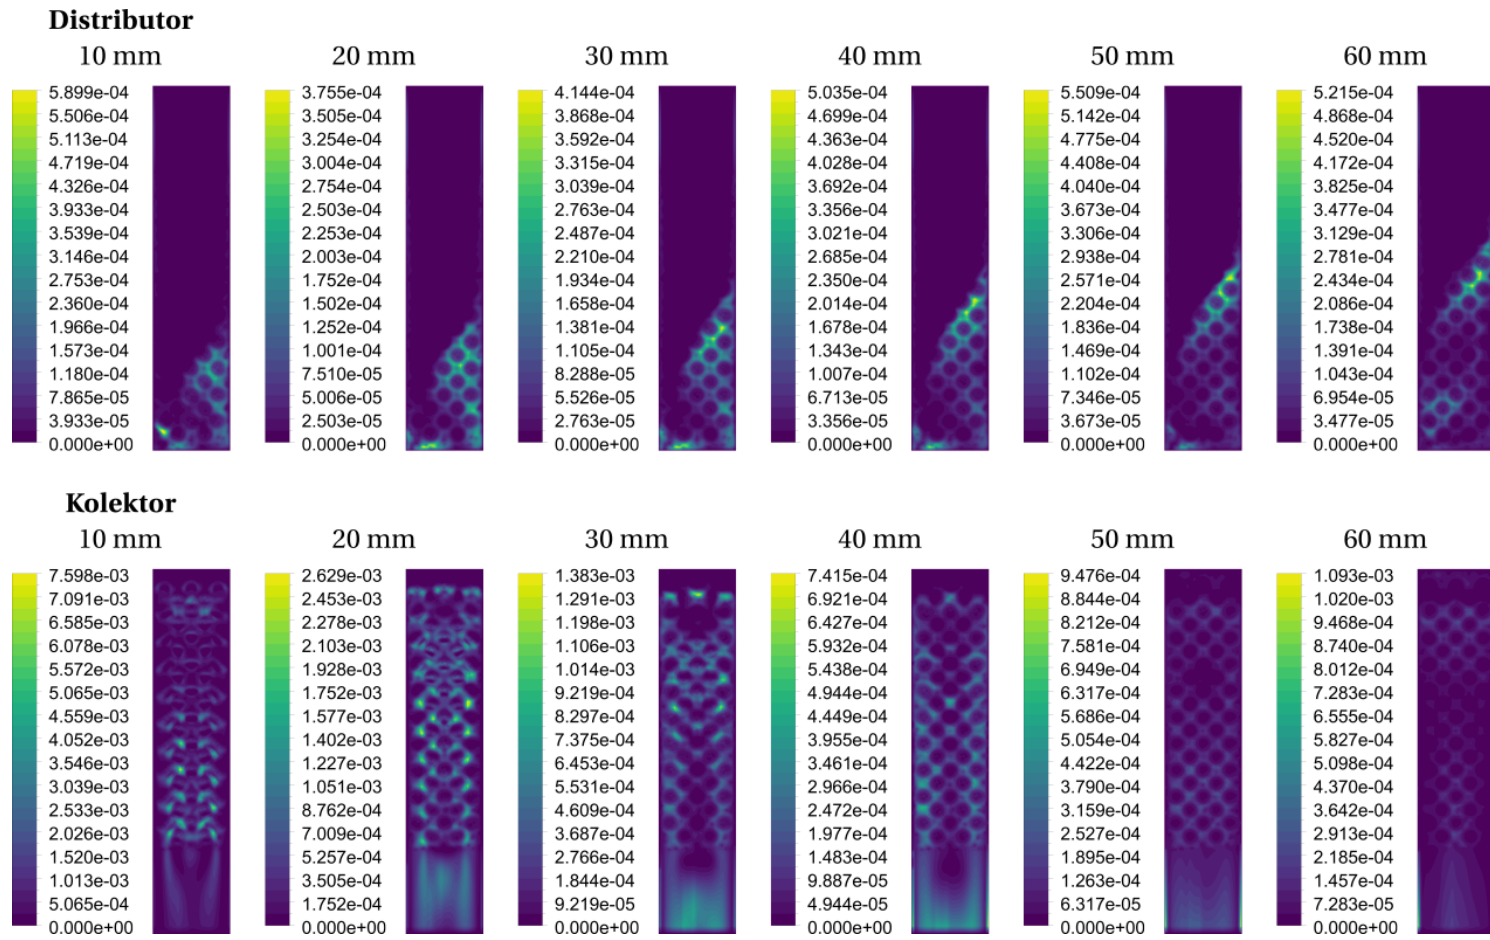 Distributor
10 mm 20 mm 30 mm 40 mm 50 mm 60 mm
5.899e-04 3.755e-04 4.144e-04 5.035e-04 5.509e-04 5.215e-04
5.506e-04 3.505e-04 3.868e-04 4.699e-04 5.142e-04 4.868e-04
5.113e-04 3.254e-04 3.592e-04 4.363e-04 4.775e-04 4.520e-04
4.719e-04 3.004e-04 3.315e-04 4.028e-04 4.408e-04 4.172e-04
4.326e-04 2.754e-04 3.039e-04 3.692e-04 4.040e-04 3.825e-04
3.933e-04 2.503e-04 2.763e-04 3.356e-04 3.673e-04 3.477e-04
3.539e-04 2.253e-04 2.487e-04 3.021e-04 3.306e-04 3.129e-04
3.146e-04 2.003e-04 2.210e-04 2.685e-04 2.938e-04 2.781e-04
2.753e-04 1.752e-04 1.934e-04 2.350e-04 2.571e-04 2.434e-04
2.360e-04 1.502e-04 1.658e-04 2.014e-04 2.204e-04 2.086e-04
1.966e-04 1.252e-04 1.381e-04 1.678e-04 1.836e-04 1.738e-04
1.573e-04 1.001e-04 1.105e-04 1.343e-04 1.469e-04 1.391e-04
1.180e-04 7.510e-05 8.288e-05 1.007e-04 1.102e-04 1.043e-04
7.865e-05 5.006e-05 5.526e-05 6.713e-05 7.346e-05 6.954e-05
3.933e-05 2.503e-05 2.763e-05 3.356e-05 3.673e-05 3.477e-05
0.000e+00 0.000e+00 0.000e+00 0.000e+00 0.000e+00 0.000e+00
Kolektor
10 mm 20 mm 30 mm 40 mm 50 mm 60 mm
7.598e-03 2.629e-03 1.383e-03 7.415e-04 9.476e-04 1.093e-03
7.091e-03 2.453e-03 1.291e-03 6.921e-04 8.844e-04 1.020e-03
6.585e-03 2.278e-03 1.198e-03 6.427e-04 8.212e-04 9.468e-04
6.078e-03 2.103e-03 1.106e-03 5.932e-04 7.581e-04 8.740e-04
5.572e-03 1.928e-03 1.014e-03 5.438e-04 6.949e-04 8.012e-04
5.065e-03 1.752e-03 9.219e-04 4.944e-04 6.317e-04 7.283e-04
4.559e-03 1.577e-03 8.297e-04 4.449e-04 5.686e-04 6.555e-04
4.052e-03 1.402e-03 7.375e-04 3.955e-04 5.054e-04 5.827e-04
3.546e-03 1.227e-03 6.453e-04 3.461e-04 4.422e-04 5.098e-04
3.039e-03 1.051e-03 5.531e-04 2.966e-04 3.790e-04 4.370e-04
2.533e-03 8.762e-04 4.609e-04 2.472e-04 3.159e-04 3.642e-04
2.026e-03 7.009e-04 3.687e-04 1.977e-04 2.527e-04 2.913e-04
1.520e-03 5.257e-04 2.766e-04 1.483e-04 1.895e-04 2.185e-04
1.013e-03 3.505e-04 1.844e-04 9.887e-05 1.263e-04 1.457e-04
5.065e-04 1.752e-04 9.219e-05 4.944e-05 6.317e-05 7.283e-05
0.000e+00 0.000e+00 0.000e+00 0.000e+00 0.000e+00 0.000e+00